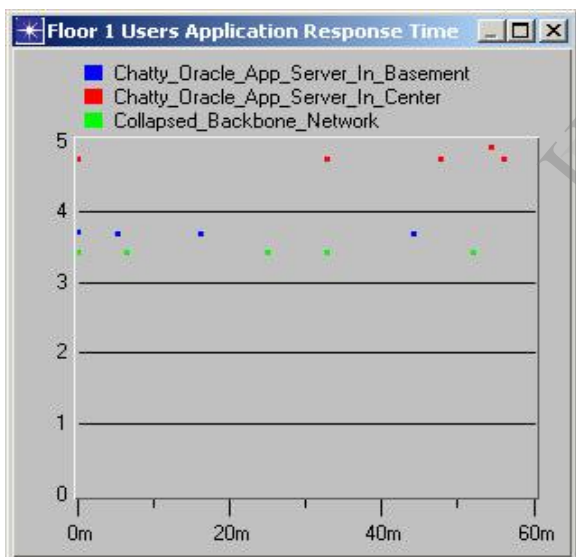 Floor 1 Users Application Response Time
Chatty_Oracle_App_Server_In_Basement
Chatty_Oracle_App_Server_In_Center
Collapsed_Backbone_Network
5
4
3
2
1
0
0m 20m 40m 60m